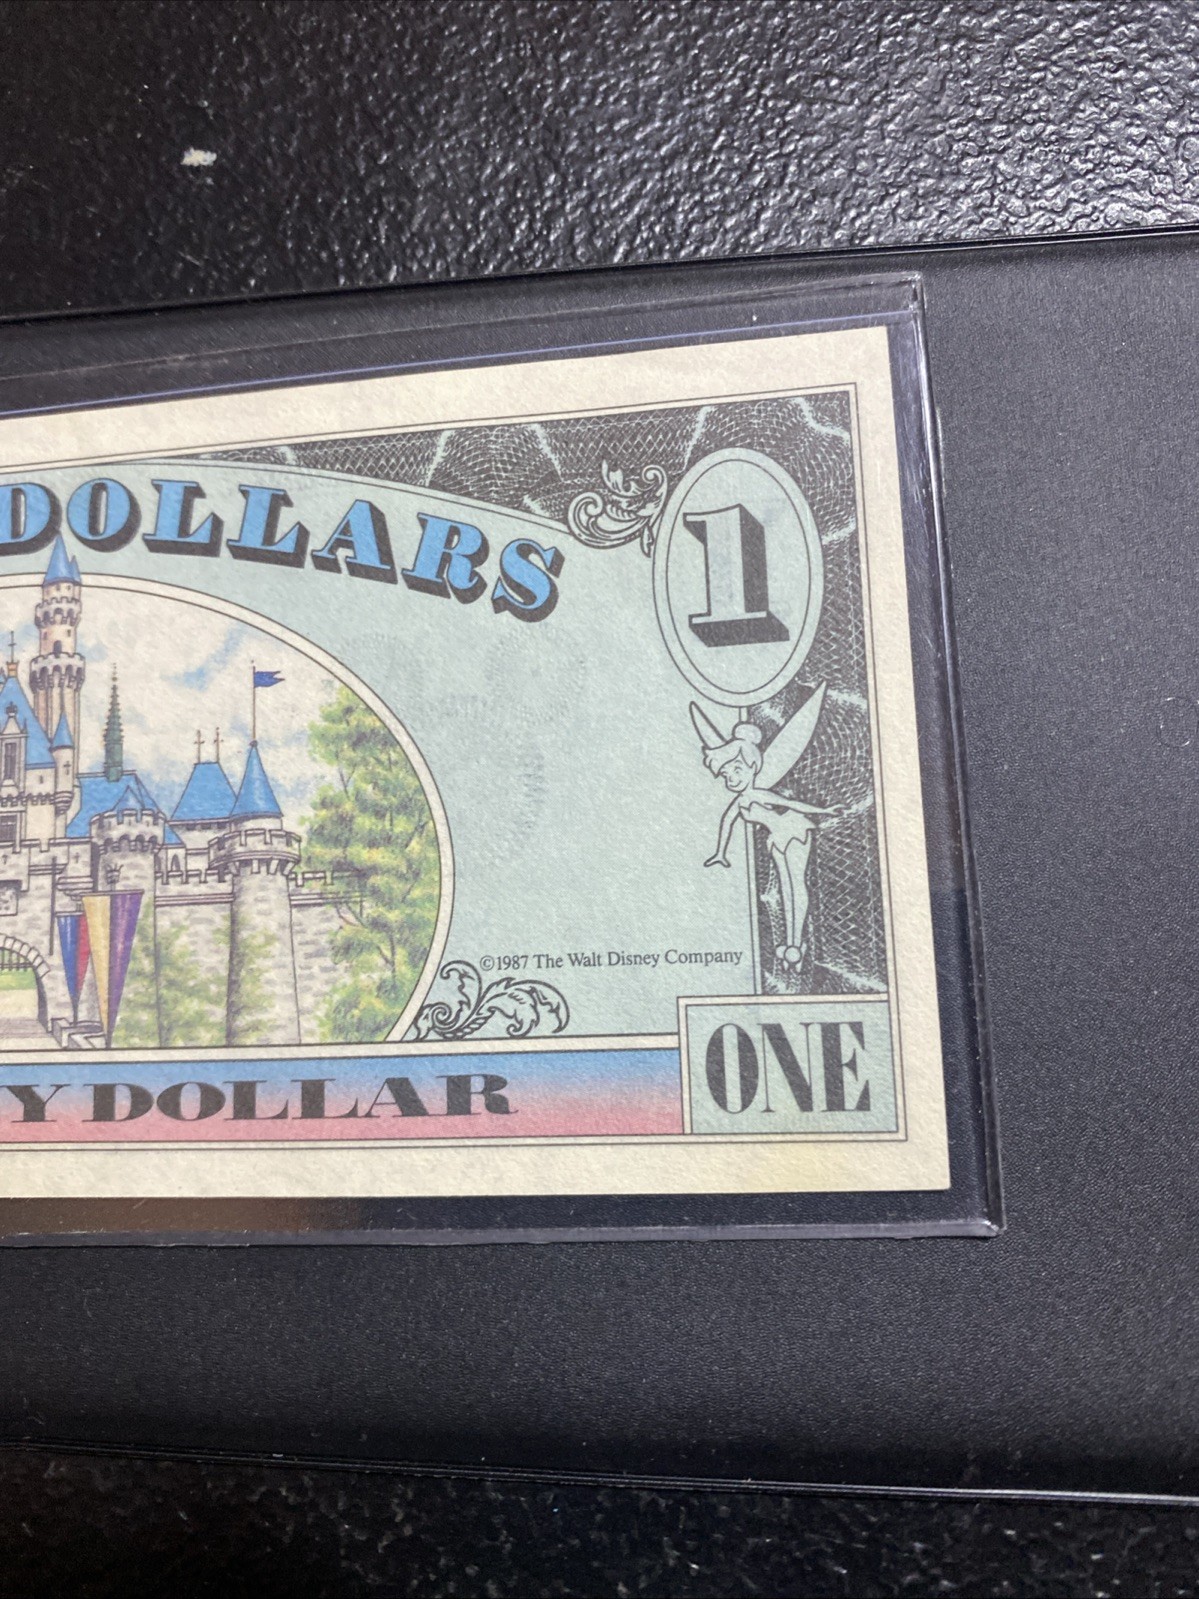 DOLLARS
1
©1987 The Walt Disney Company
Y DOLLAR
ONE